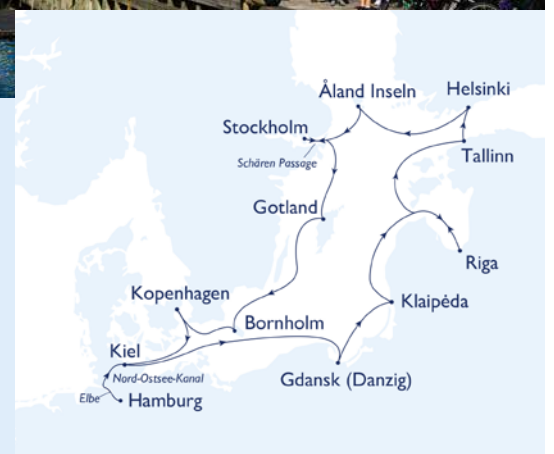 Åland Inseln
Helsinki
Stockholm
Schären Passage
Tallinn
Gotland
Riga
Kopenhagen
Klaipėda
Bornholm
Kiel
Nord-Ostsee-Kanal
Gdansk (Danzig)
Elbe
Hamburg